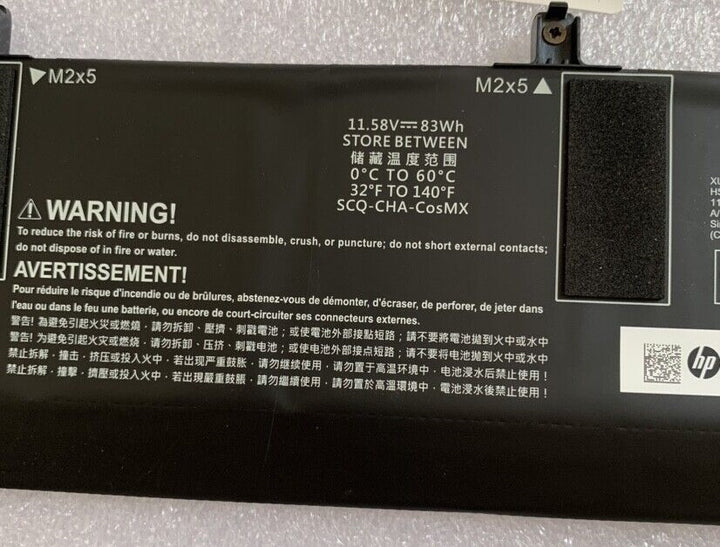 ▼M2x5
M2x5▲
11.58V⎓83Wh
STORE BETWEEN
储藏温度范围
0°C TO 60°C
32°F TO 140°F
SCQ-CHA-CosMX
⚠WARNING!
To reduce the risk of fire or burns, do not disassemble, crush, or puncture; do not short external contacts;
do not dispose of in fire or water.
AVERTISSEMENT!
Pour réduire le risque d'incendie ou de brûlures, abstenez-vous de démonter, d'écraser, de perforer, de jeter dans
l'eau ou dans le feu une batterie, ou encore de court-circuiter ses connecteurs externes.
警告! 為避免引起火災或燃燒，請勿拆卸、壓擠、刺戳電池；或使電池外部接點短路；請不要將電池拋到火中或水中
警告! 为避免引起火灾或燃烧，请勿拆卸、压挤、刺戳电池；或使电池外部接点短路；请不要将电池抛到火中或水中
禁止拆解，撞击，挤压或投入火中，若出现严重鼓胀，请勿继续使用，请勿置于高温环境中，电池浸水后禁止使用！
禁止拆解，撞擊，擠壓或投入火中，若出現嚴重鼓脹，請勿繼續使用，請勿置於高溫環境中，電池浸水後禁止使用！
hp